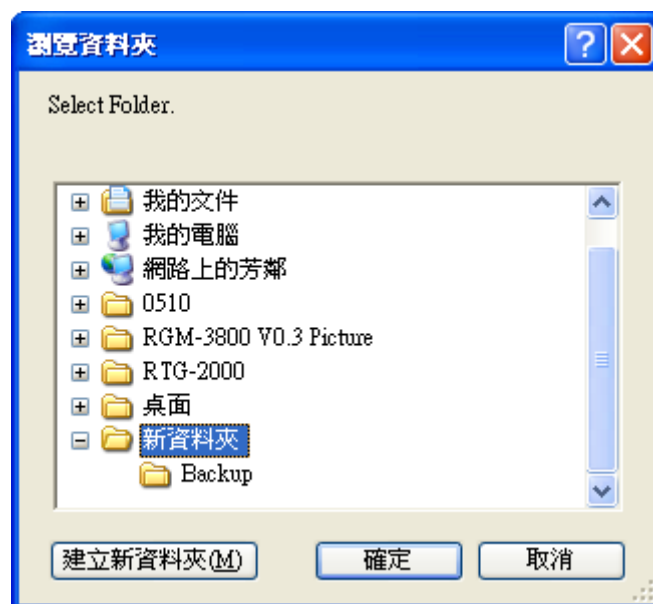 瀏覽資料夾
Select Folder.
我的文件
我的電腦
網路上的芳鄰
0510
RGM-3800 V0.3 Picture
RTG-2000
桌面
新資料夾
Backup
建立新資料夾(M) 確定 取消